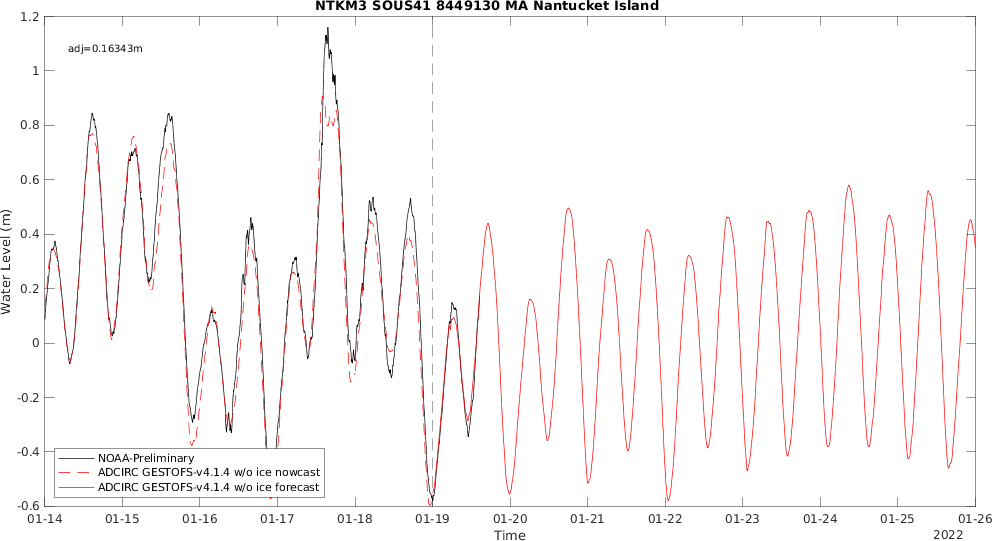 NTKM3 SOUS41 8449130 MA Nantucket Island
1.2
adj=0.16343m
1
0.8
0.6
0.4
0.2
0
-0.2
-0.4
-0.6
Water Level (m)
NOAA-Preliminary
ADCIRC GESTOFS-v4.1.4 w/o ice nowcast
ADCIRC GESTOFS-v4.1.4 w/o ice forecast
01-14 01-15 01-16 01-17 01-18 01-19 01-20 01-21 01-22 01-23 01-24 01-25 01-26
Time
2022